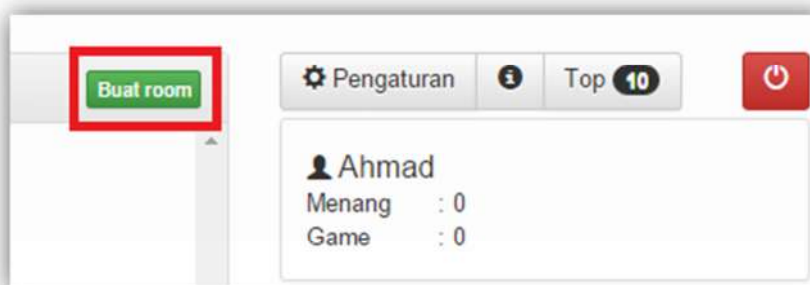 Buat room
Pengaturan
Top 10
Ahmad
Menang : 0
Game : 0